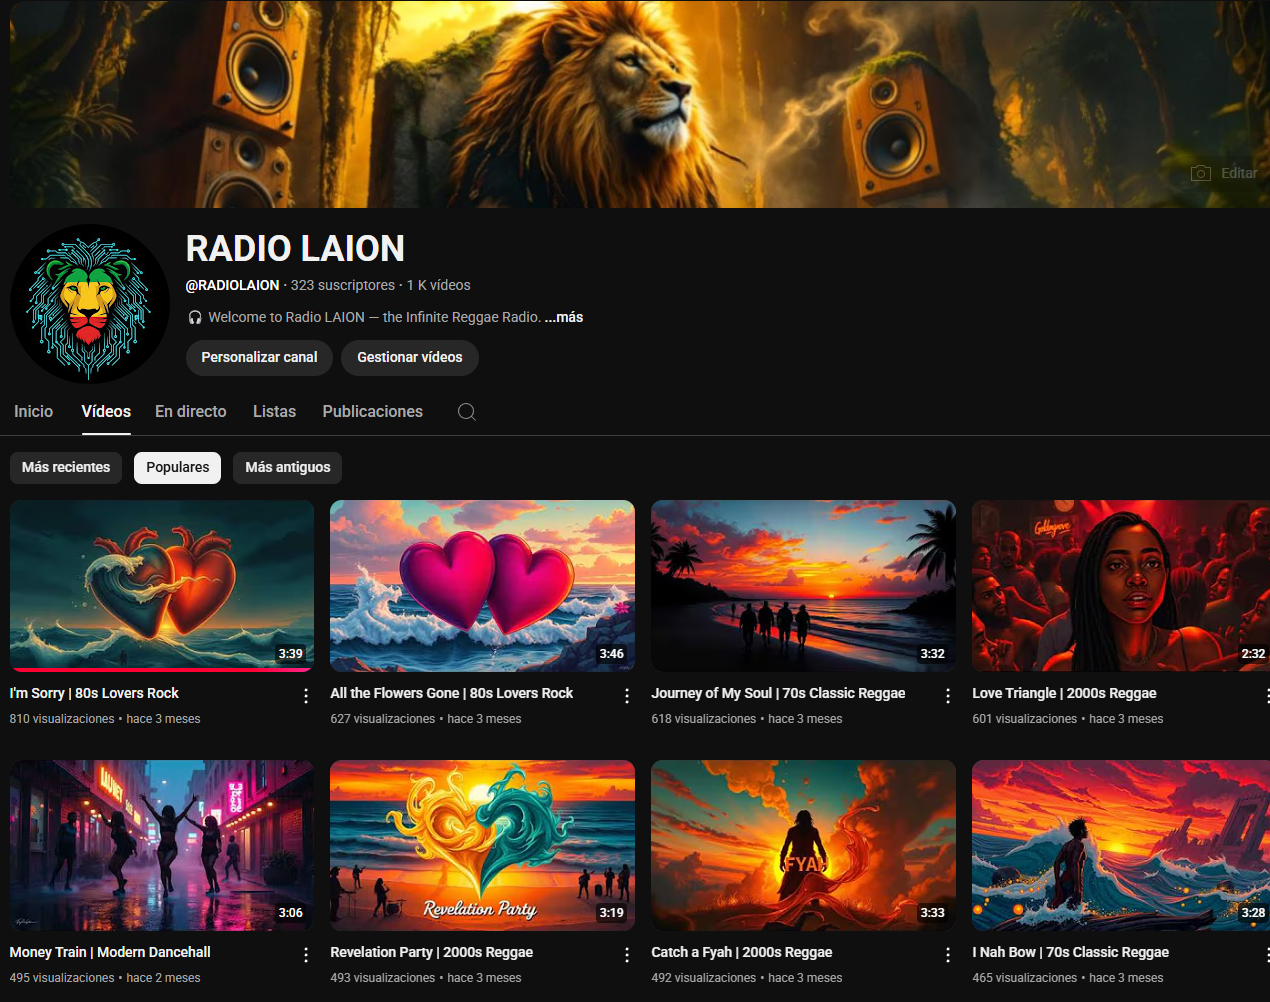 Editar
RADIO LAION
@RADIOLAION · 323 suscriptores · 1 K vídeos
Welcome to Radio LAION — the Infinite Reggae Radio. ...más
Personalizar canal
Gestionar vídeos
Inicio
Vídeos
En directo
Listas
Publicaciones
Más recientes
Populares
Más antiguos
3:39
3:46
3:32
2:32
I'm Sorry | 80s Lovers Rock
810 visualizaciones • hace 3 meses
All the Flowers Gone | 80s Lovers Rock
627 visualizaciones • hace 3 meses
Journey of My Soul | 70s Classic Reggae
618 visualizaciones • hace 3 meses
Love Triangle | 2000s Reggae
601 visualizaciones • hace 3 meses
3:06
Revelation Party
3:19
FYAH
3:33
3:28
Money Train | Modern Dancehall
495 visualizaciones • hace 2 meses
Revelation Party | 2000s Reggae
493 visualizaciones • hace 3 meses
Catch a Fyah | 2000s Reggae
492 visualizaciones • hace 3 meses
I Nah Bow | 70s Classic Reggae
465 visualizaciones • hace 3 meses